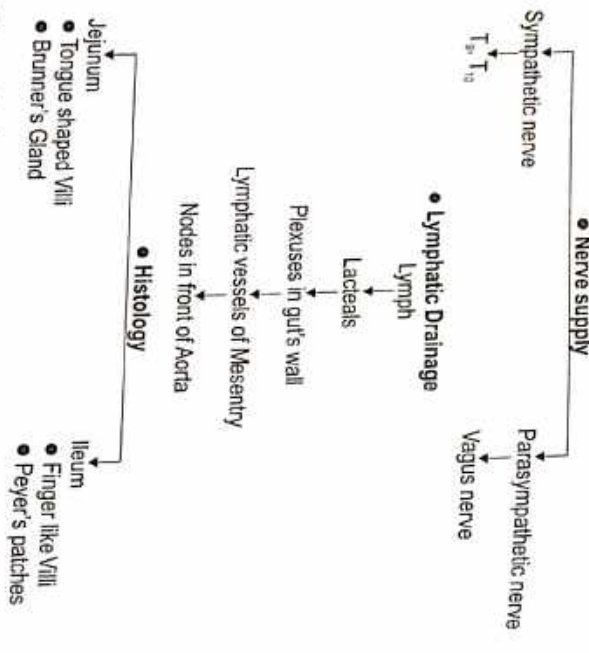 ● Nerve supply
Sympathetic nerve
T₉, T₁₀
Parasympathetic nerve
Vagus nerve
● Lymphatic Drainage
Lymph
Lacteals
Plexuses in gut's wall
Lymphatic vessels of Mesentry
Nodes in front of Aorta
● Histology
Jejunum
● Tongue shaped Villi
● Brunner's Gland
Ileum
● Finger like Villi
● Peyer's patches